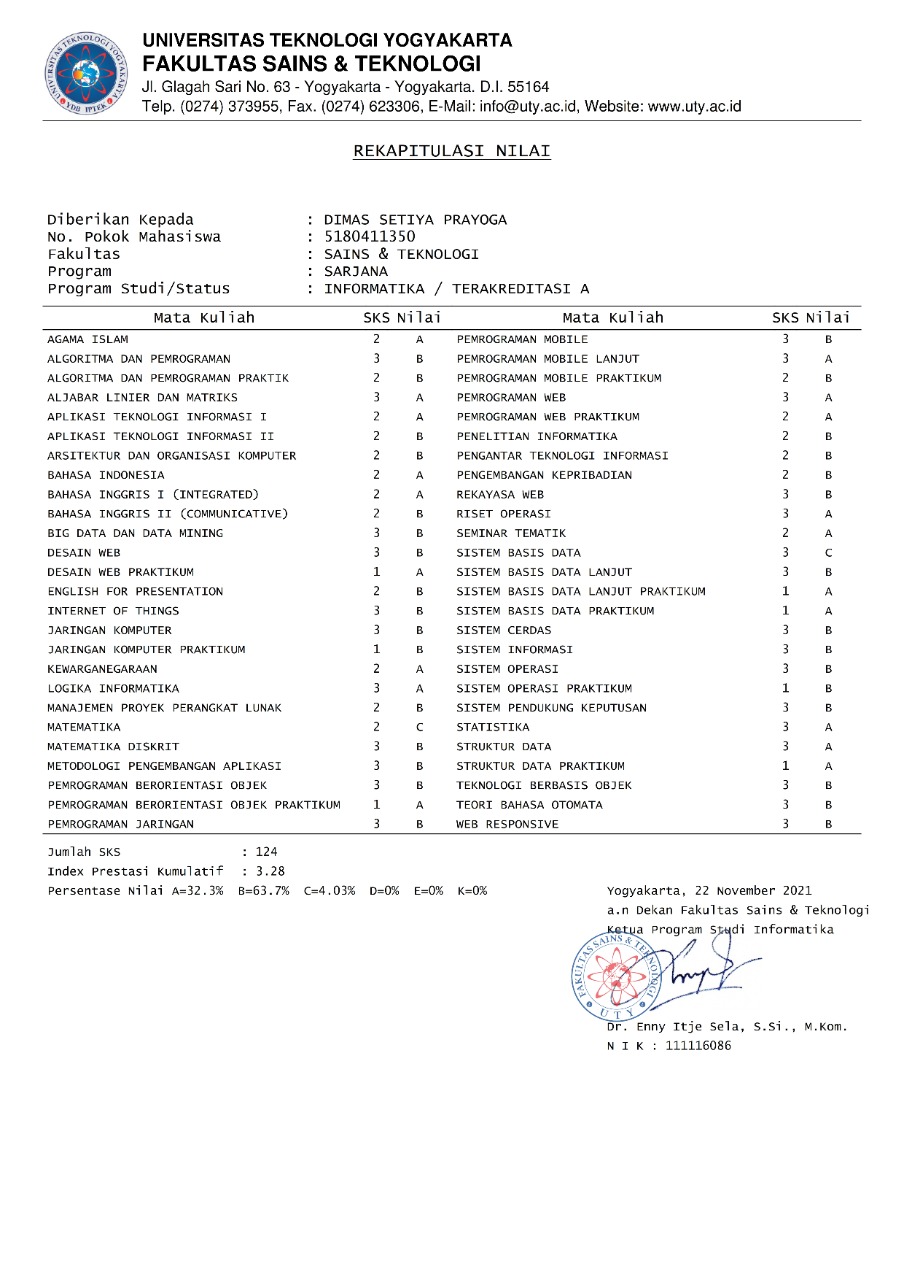 UNIVERSITAS TEKNOLOGI YOGYAKARTA
FAKULTAS SAINS & TEKNOLOGI
Jl. Glagah Sari No. 63 - Yogyakarta - Yogyakarta. D.I. 55164
Telp. (0274) 373955, Fax. (0274) 623306, E-Mail: info@uty.ac.id, Website: www.uty.ac.id
UNIVERSITAS TEKNOLOGI YOGYAKARTA
YDB IPTEK
REKAPITULASI NILAI
Diberikan Kepada : DIMAS SETIYA PRAYOGA
No. Pokok Mahasiswa : 5180411350
Fakultas : SAINS & TEKNOLOGI
Program : SARJANA
Program Studi/Status : INFORMATIKA / TERAKREDITASI A
Mata Kuliah SKS Nilai Mata Kuliah SKS Nilai
AGAMA ISLAM 2 A PEMROGRAMAN MOBILE 3 B
ALGORITMA DAN PEMROGRAMAN 3 B PEMROGRAMAN MOBILE LANJUT 3 A
ALGORITMA DAN PEMROGRAMAN PRAKTIK 2 B PEMROGRAMAN MOBILE PRAKTIKUM 2 B
ALJABAR LINIER DAN MATRIKS 3 A PEMROGRAMAN WEB 3 A
APLIKASI TEKNOLOGI INFORMASI I 2 A PEMROGRAMAN WEB PRAKTIKUM 2 A
APLIKASI TEKNOLOGI INFORMASI II 2 B PENELITIAN INFORMATIKA 2 B
ARSITEKTUR DAN ORGANISASI KOMPUTER 2 B PENGANTAR TEKNOLOGI INFORMASI 2 B
BAHASA INDONESIA 2 A PENGEMBANGAN KEPRIBADIAN 2 B
BAHASA INGGRIS I (INTEGRATED) 2 A REKAYASA WEB 3 B
BAHASA INGGRIS II (COMMUNICATIVE) 2 B RISET OPERASI 3 A
BIG DATA DAN DATA MINING 3 B SEMINAR TEMATIK 2 A
DESAIN WEB 3 B SISTEM BASIS DATA 3 C
DESAIN WEB PRAKTIKUM 1 A SISTEM BASIS DATA LANJUT 3 B
ENGLISH FOR PRESENTATION 2 B SISTEM BASIS DATA LANJUT PRAKTIKUM 1 A
INTERNET OF THINGS 3 B SISTEM BASIS DATA PRAKTIKUM 1 A
JARINGAN KOMPUTER 3 B SISTEM CERDAS 3 B
JARINGAN KOMPUTER PRAKTIKUM 1 B SISTEM INFORMASI 3 B
KEWARGANEGARAAN 2 A SISTEM OPERASI 3 B
LOGIKA INFORMATIKA 3 A SISTEM OPERASI PRAKTIKUM 1 B
MANAJEMEN PROYEK PERANGKAT LUNAK 2 B SISTEM PENDUKUNG KEPUTUSAN 3 B
MATEMATIKA 2 C STATISTIKA 3 A
MATEMATIKA DISKRIT 3 B STRUKTUR DATA 3 A
METODOLOGI PENGEMBANGAN APLIKASI 3 B STRUKTUR DATA PRAKTIKUM 1 A
PEMROGRAMAN BERORIENTASI OBJEK 3 B TEKNOLOGI BERBASIS OBJEK 3 B
PEMROGRAMAN BERORIENTASI OBJEK PRAKTIKUM 1 A TEORI BAHASA OTOMATA 3 B
PEMROGRAMAN JARINGAN 3 B WEB RESPONSIVE 3 B
Jumlah SKS : 124
Index Prestasi Kumulatif : 3.28
Persentase Nilai A=32.3% B=63.7% C=4.03% D=0% E=0% K=0%
Yogyakarta, 22 November 2021
a.n Dekan Fakultas Sains & Teknologi
Ketua Program Studi Informatika
FAKULTAS SAINS & TEKNOLOGI
UTY
Dr. Enny Itje Sela, S.Si., M.Kom.
N I K : 111116086